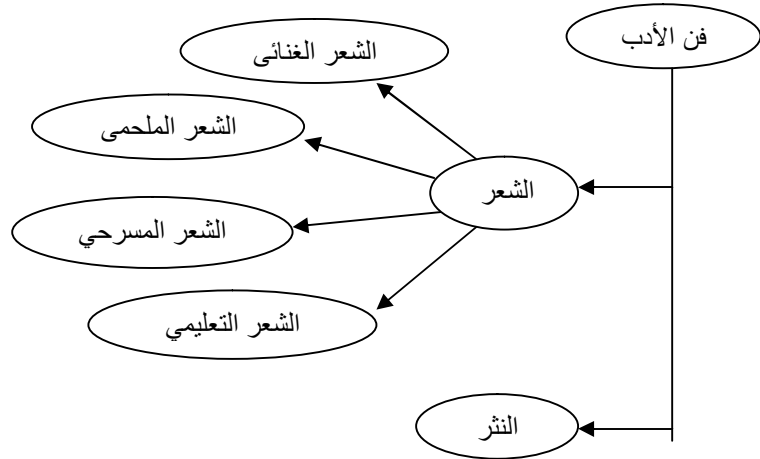 فن الأدب
الشعر
الشعر الغنائى
الشعر الملحمى
الشعر المسرحي
الشعر التعليمي
النثر